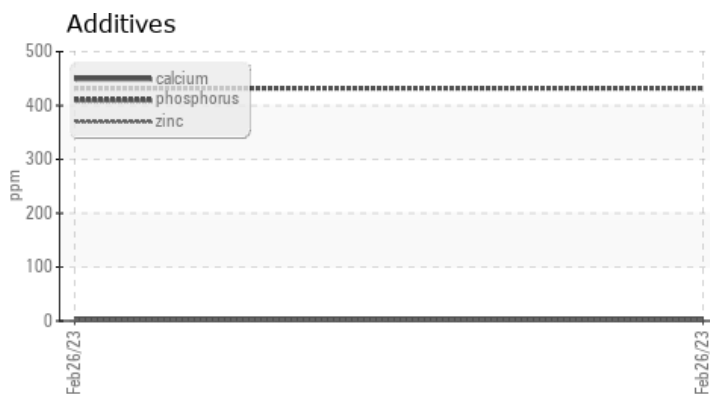 Additives
500
400
300
200
100
0
ppm
calcium
phosphorus
zinc
Feb26/23
Feb26/23